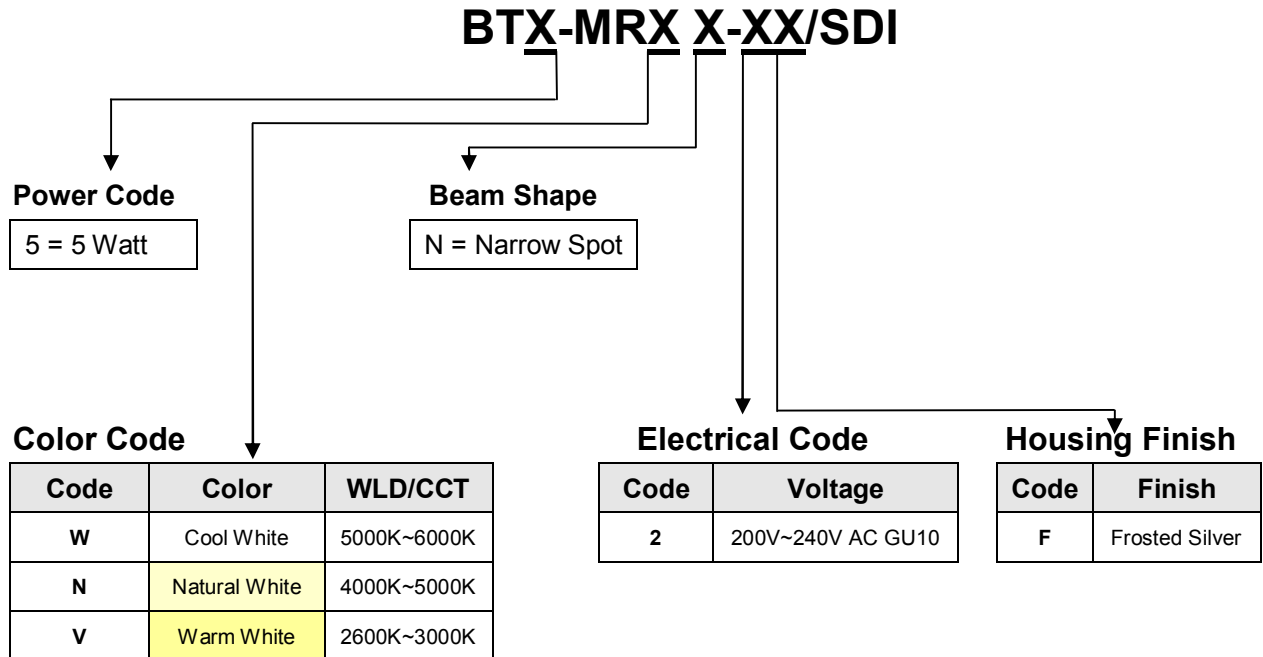 BTX-MRX X-XX/SDI
Power Code
5 = 5 Watt
Beam Shape
N = Narrow Spot
Color Code
Code Color WLD/CCT
W Cool White 5000K~6000K
N Natural White 4000K~5000K
V Warm White 2600K~3000K
Electrical Code
Code Voltage
2 200V~240V AC GU10
Housing Finish
Code Finish
F Frosted Silver